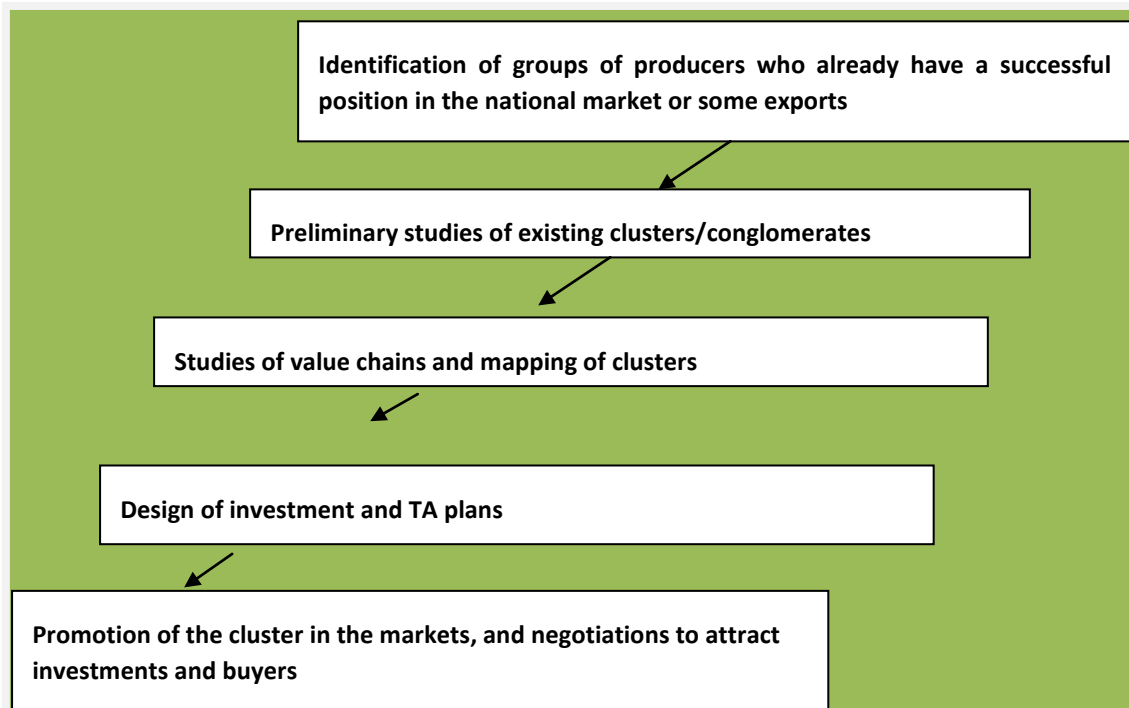 Identification of groups of producers who already have a successful
position in the national market or some exports
Preliminary studies of existing clusters/conglomerates
Studies of value chains and mapping of clusters
Design of investment and TA plans
Promotion of the cluster in the markets, and negotiations to attract
investments and buyers